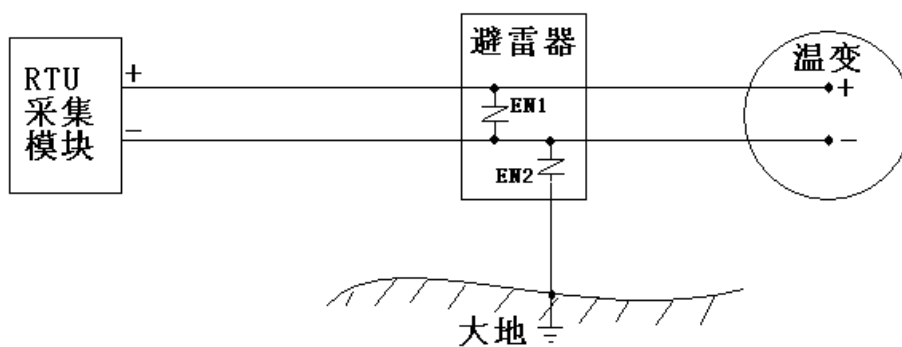 RTU
采集
模块
+
−
避雷器
EN1
EN2
温变
+
−
大地